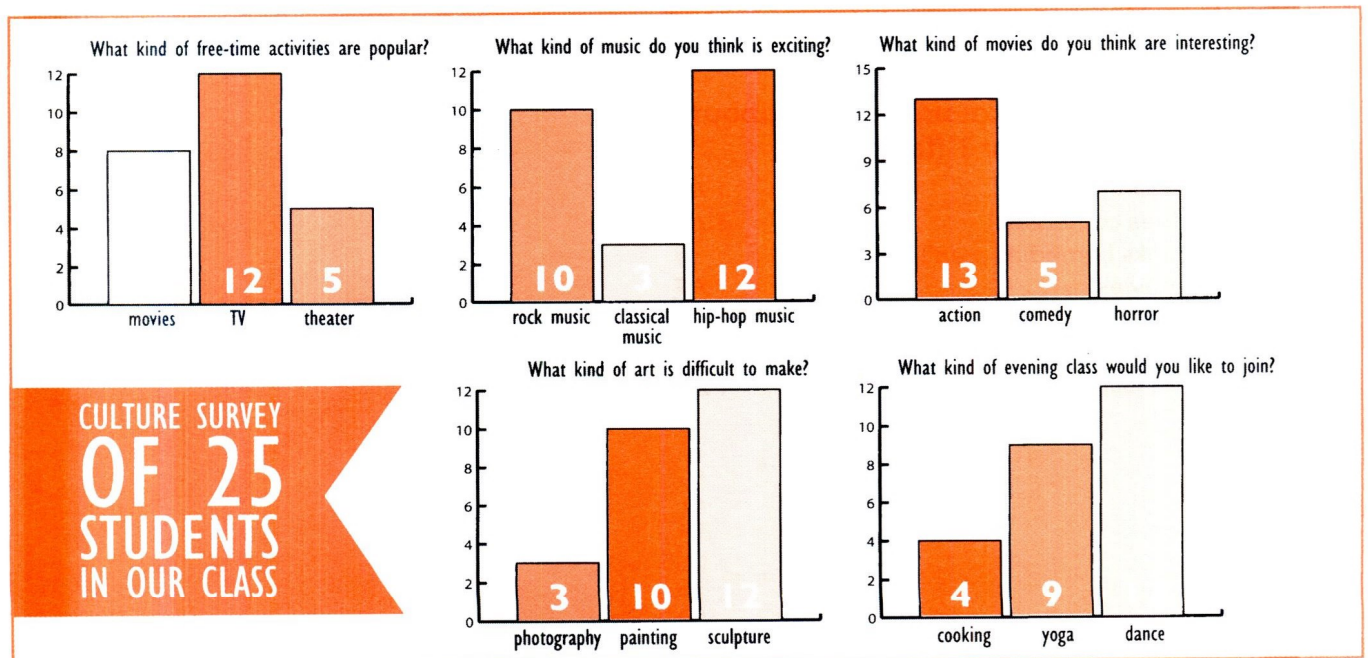 What kind of free-time activities are popular?
12
10
8
6
4
2
0
12
5
movies
TV
theater
What kind of music do you think is exciting?
12
10
8
6
4
2
0
10
3
12
rock music
classical
music
hip-hop music
What kind of movies do you think are interesting?
15
12
9
6
13
0
13
5
action
comedy
horror
CULTURE SURVEY
OF 25
STUDENTS
IN OUR CLASS
What kind of art is difficult to make?
12
10
8
6
4
2
0
3
10
12
photography
painting
sculpture
What kind of evening class would you like to join?
12
10
8
6
4
2
0
4
9
cooking
yoga
dance